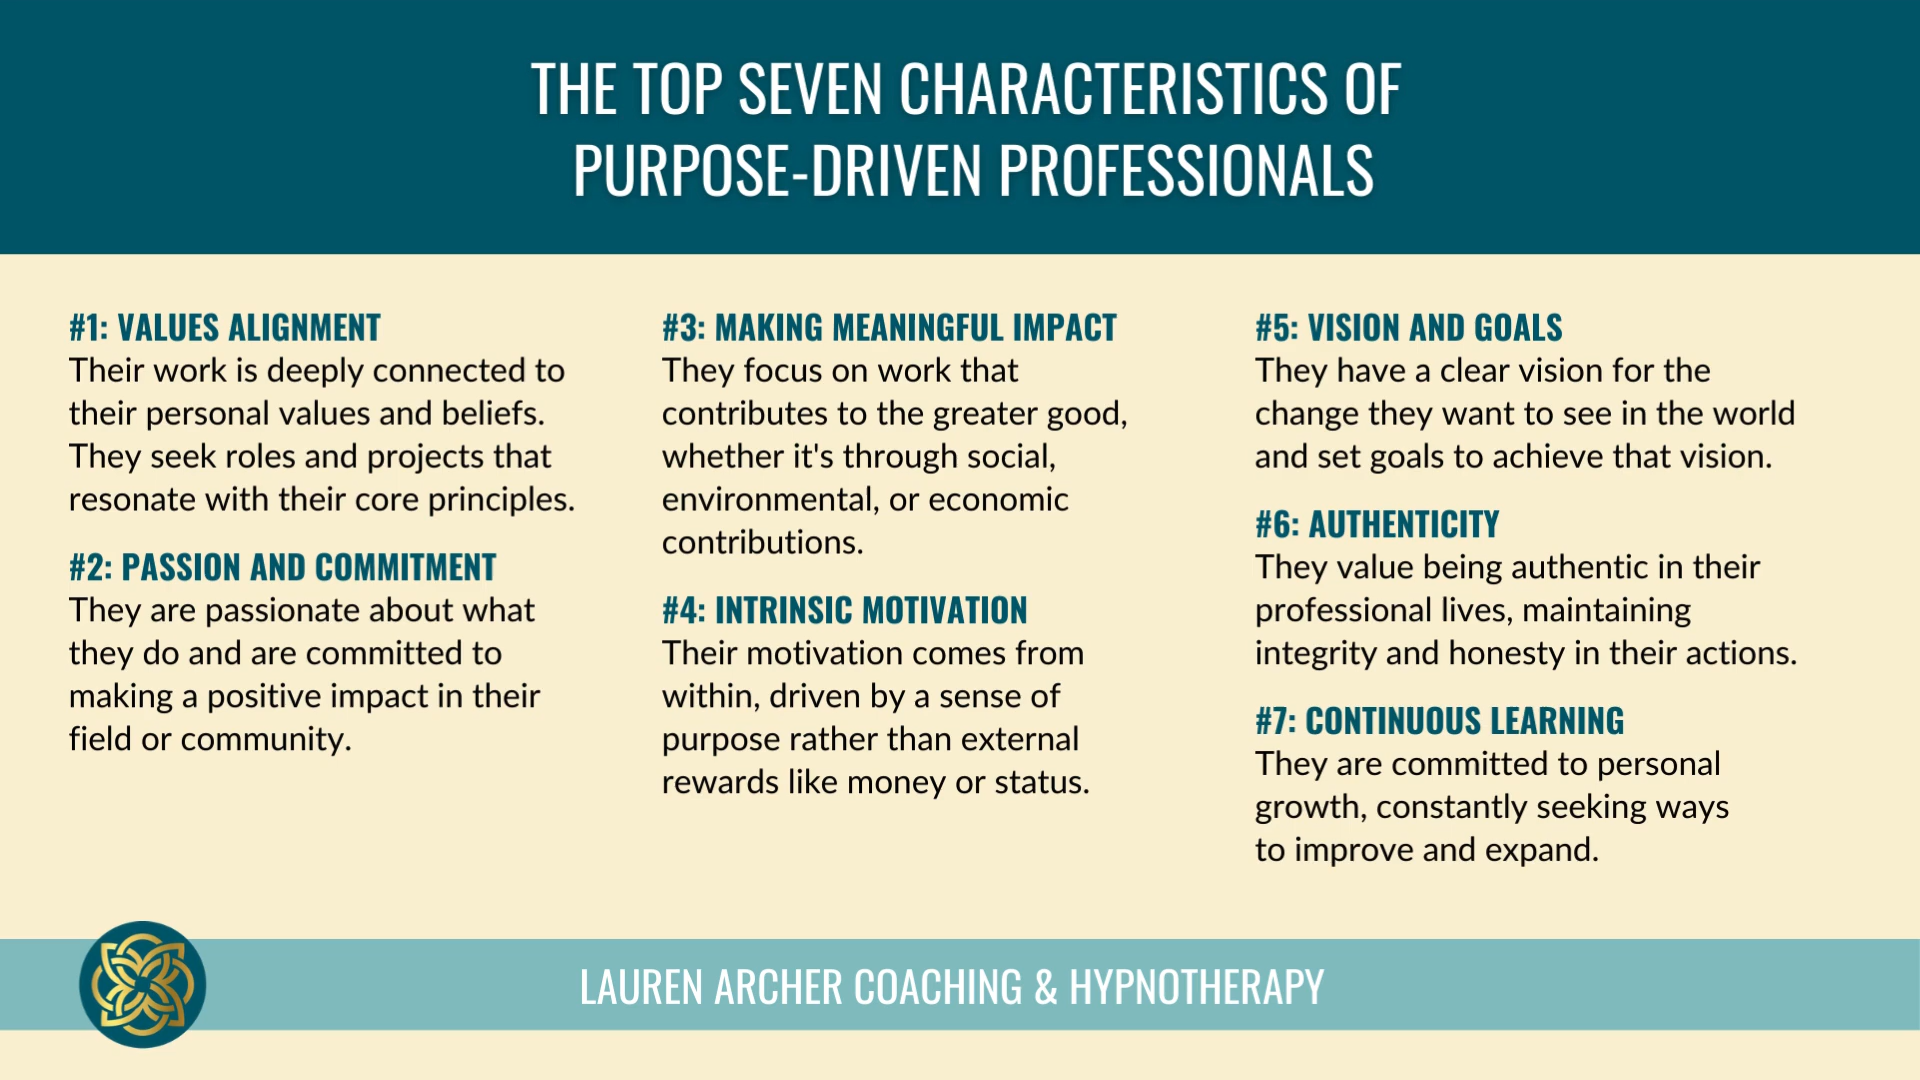 THE TOP SEVEN CHARACTERISTICS OF
PURPOSE-DRIVEN PROFESSIONALS
#1: VALUES ALIGNMENT
Their work is deeply connected to
their personal values and beliefs.
They seek roles and projects that
resonate with their core principles.
#2: PASSION AND COMMITMENT
They are passionate about what
they do and are committed to
making a positive impact in their
field or community.
#3: MAKING MEANINGFUL IMPACT
They focus on work that
contributes to the greater good,
whether it's through social,
environmental, or economic
contributions.
#4: INTRINSIC MOTIVATION
Their motivation comes from
within, driven by a sense of
purpose rather than external
rewards like money or status.
#5: VISION AND GOALS
They have a clear vision for the
change they want to see in the world
and set goals to achieve that vision.
#6: AUTHENTICITY
They value being authentic in their
professional lives, maintaining
integrity and honesty in their actions.
#7: CONTINUOUS LEARNING
They are committed to personal
growth, constantly seeking ways
to improve and expand.
LAUREN ARCHER COACHING & HYPNOTHERAPY